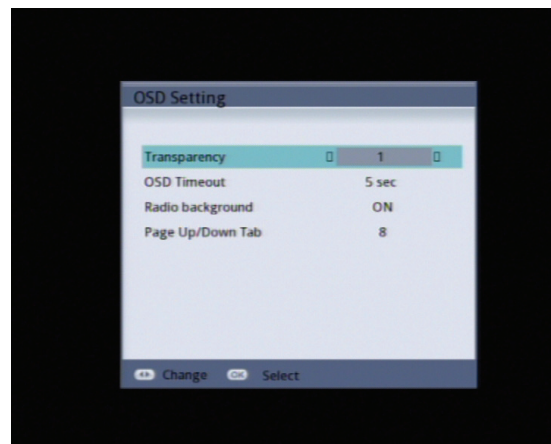 OSD Setting
Transparency 1
OSD Timeout 5 sec
Radio background ON
Page Up/Down Tab 8
Change OK Select